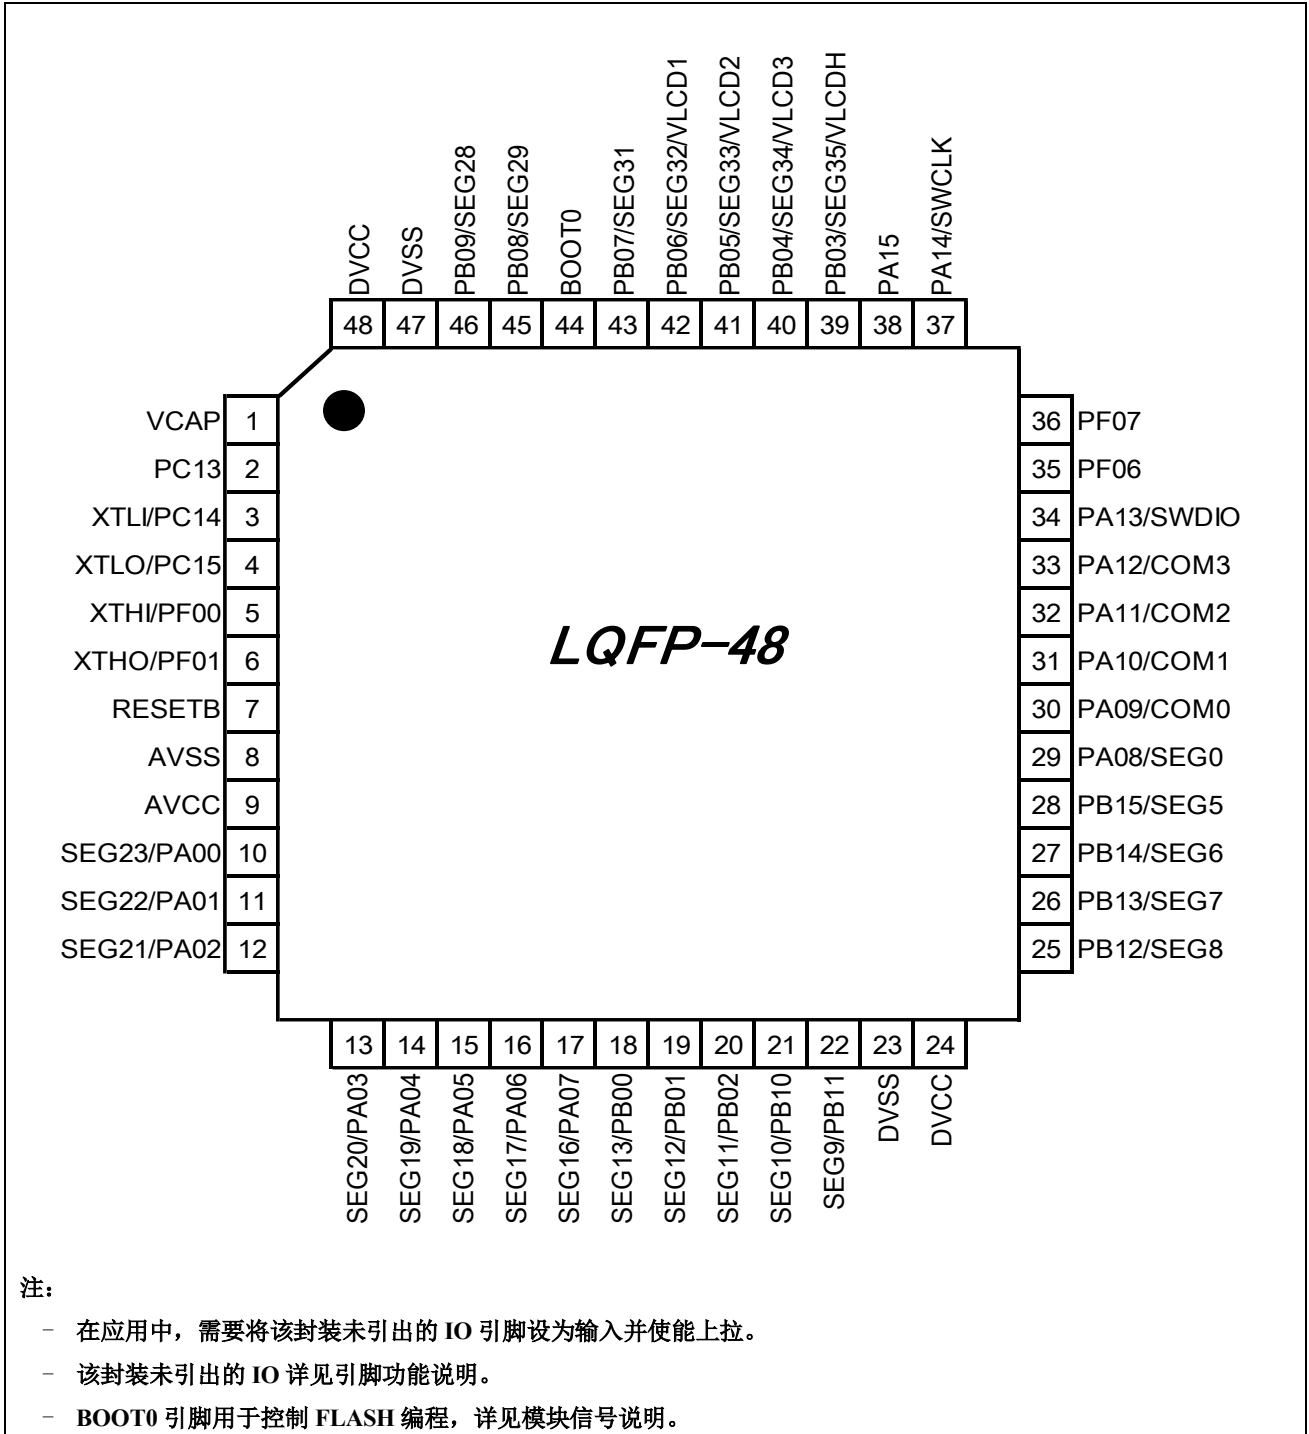 PB09/SEG28
PB08/SEG29
BOOT0
PB07/SEG31
PB06/SEG32/VLCD1
PB05/SEG33/VLCD2
PB04/SEG34/VLCD3
PB03/SEG35/VLCDH
PA15
PA14/SWCLK
DVCC
DVSS
48 47 46 45 44 43 42 41 40 39 38 37
VCAP 1
PC13 2
XTLI/PC14 3
XTLO/PC15 4
XTHI/PF00 5
XTHO/PF01 6
RESETB 7
AVSS 8
AVCC 9
SEG23/PA00 10
SEG22/PA01 11
SEG21/PA02 12
LQFP-48
36 PF07
35 PF06
34 PA13/SWDIO
33 PA12/COM3
32 PA11/COM2
31 PA10/COM1
30 PA09/COM0
29 PA08/SEG0
28 PB15/SEG5
27 PB14/SEG6
26 PB13/SEG7
25 PB12/SEG8
13 14 15 16 17 18 19 20 21 22 23 24
SEG20/PA03
SEG19/PA04
SEG18/PA05
SEG17/PA06
SEG16/PA07
SEG13/PB00
SEG12/PB01
SEG11/PB02
SEG10/PB10
SEG9/PB11
DVSS
DVCC
注：
－ 在应用中，需要将该封装未引出的 IO 引脚设为输入并使能上拉。
－ 该封装未引出的 IO 详见引脚功能说明。
－ BOOT0 引脚用于控制 FLASH 编程，详见模块信号说明。